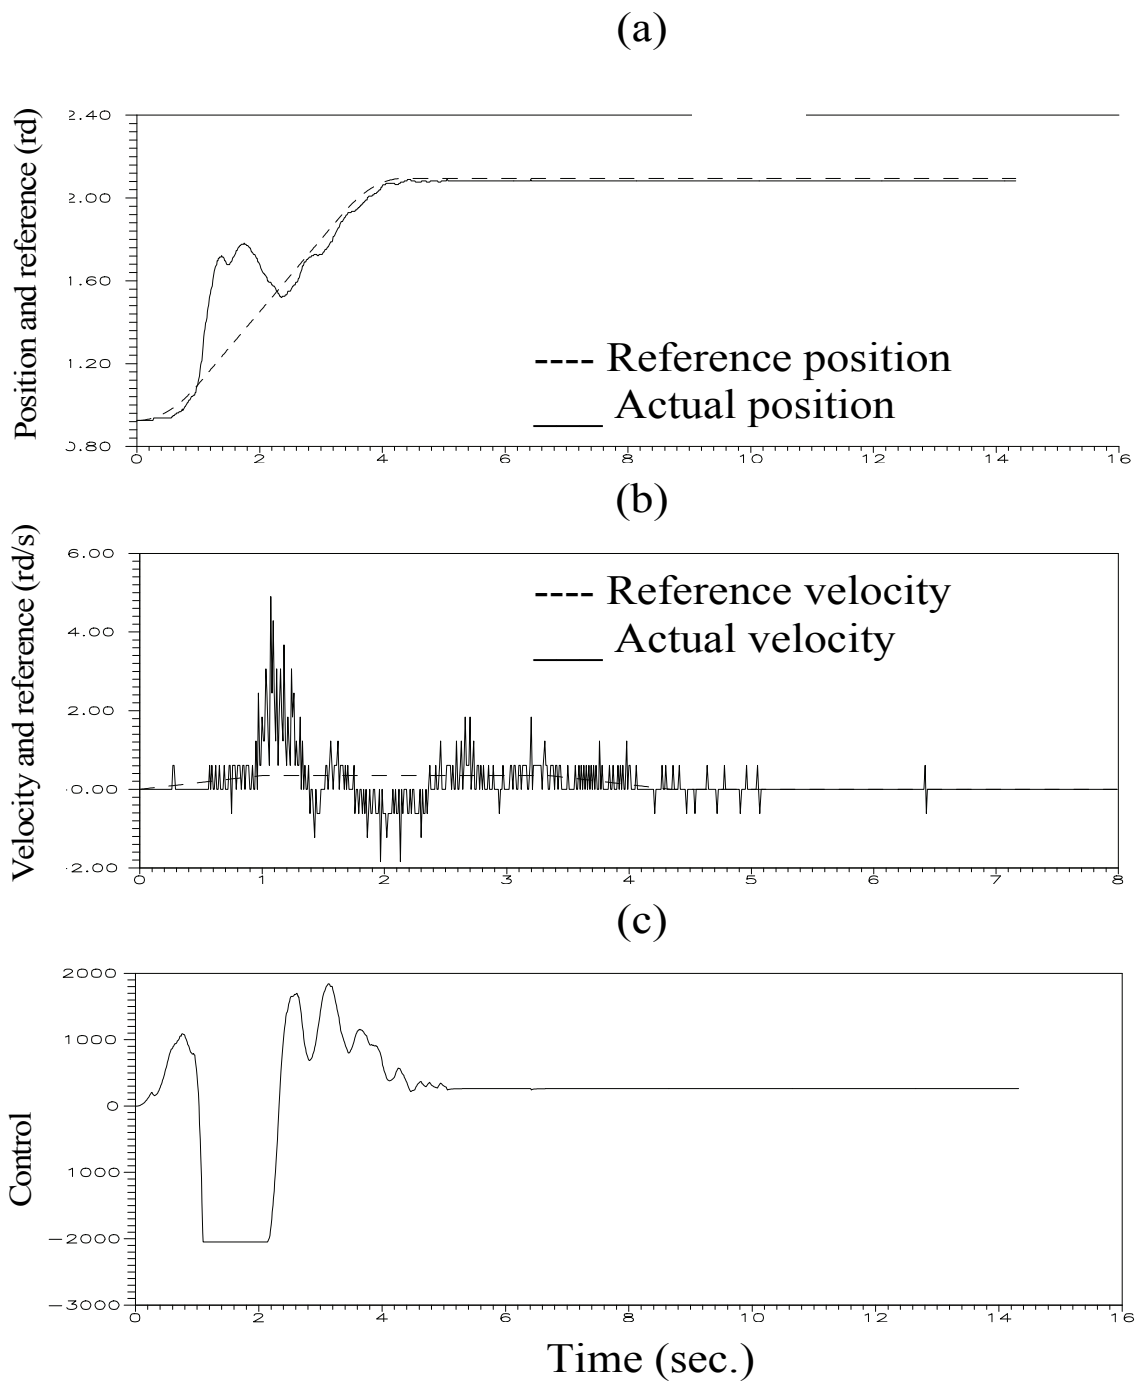 (a)
Position and reference (rd)
2.40
2.00
1.60
1.20
0.80
Reference position
Actual position
0 2 4 6 8 10 12 14 16
(b)
Velocity and reference (rd/s)
6.00
4.00
2.00
0.00
2.00
Reference velocity
Actual velocity
0 1 2 3 4 5 6 7 8
(c)
Control
2000
1000
0
1000
-2000
-3000
0 2 4 6 8 10 12 14 16
Time (sec.)